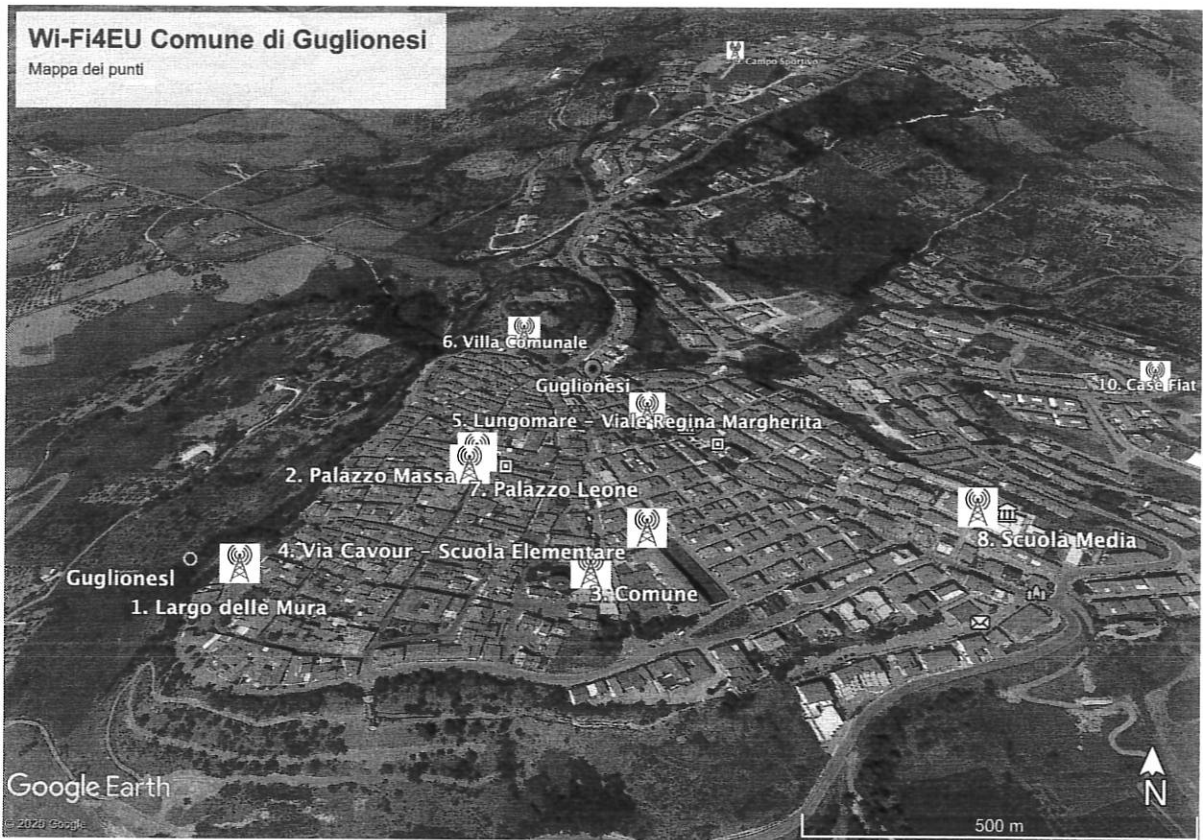 Wi-Fi4EU Comune di Guglionesi
Mappa dei punti
Campo Sportivo
6. Villa Comunale
Guglionesi
10. Case Fiat
5. Lungomare – Viale Regina Margherita
2. Palazzo Massa
7. Palazzo Leone
4. Via Cavour – Scuola Elementare
8. Scuola Media
Guglionesi
3. Comune
1. Largo delle Mura
Google Earth
© 2020 Google
N
500 m